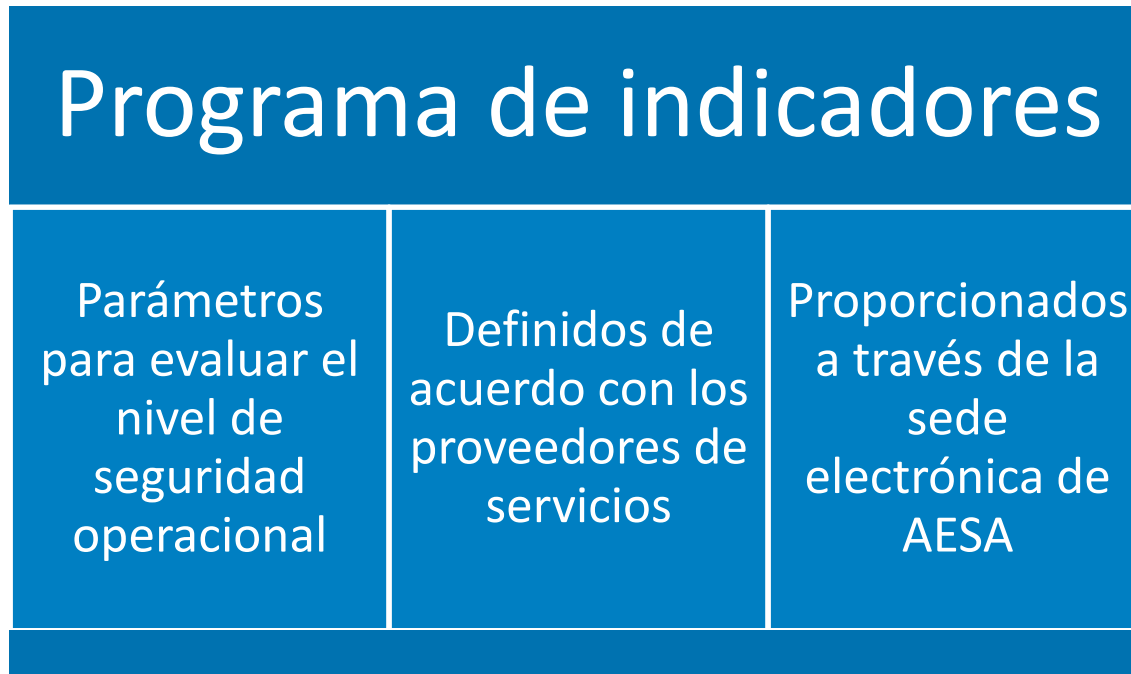 Programa de indicadores
Parámetros
para evaluar el
nivel de
seguridad
operacional
Definidos de
acuerdo con los
proveedores de
servicios
Proporcionados
a través de la
sede
electrónica de
AESA